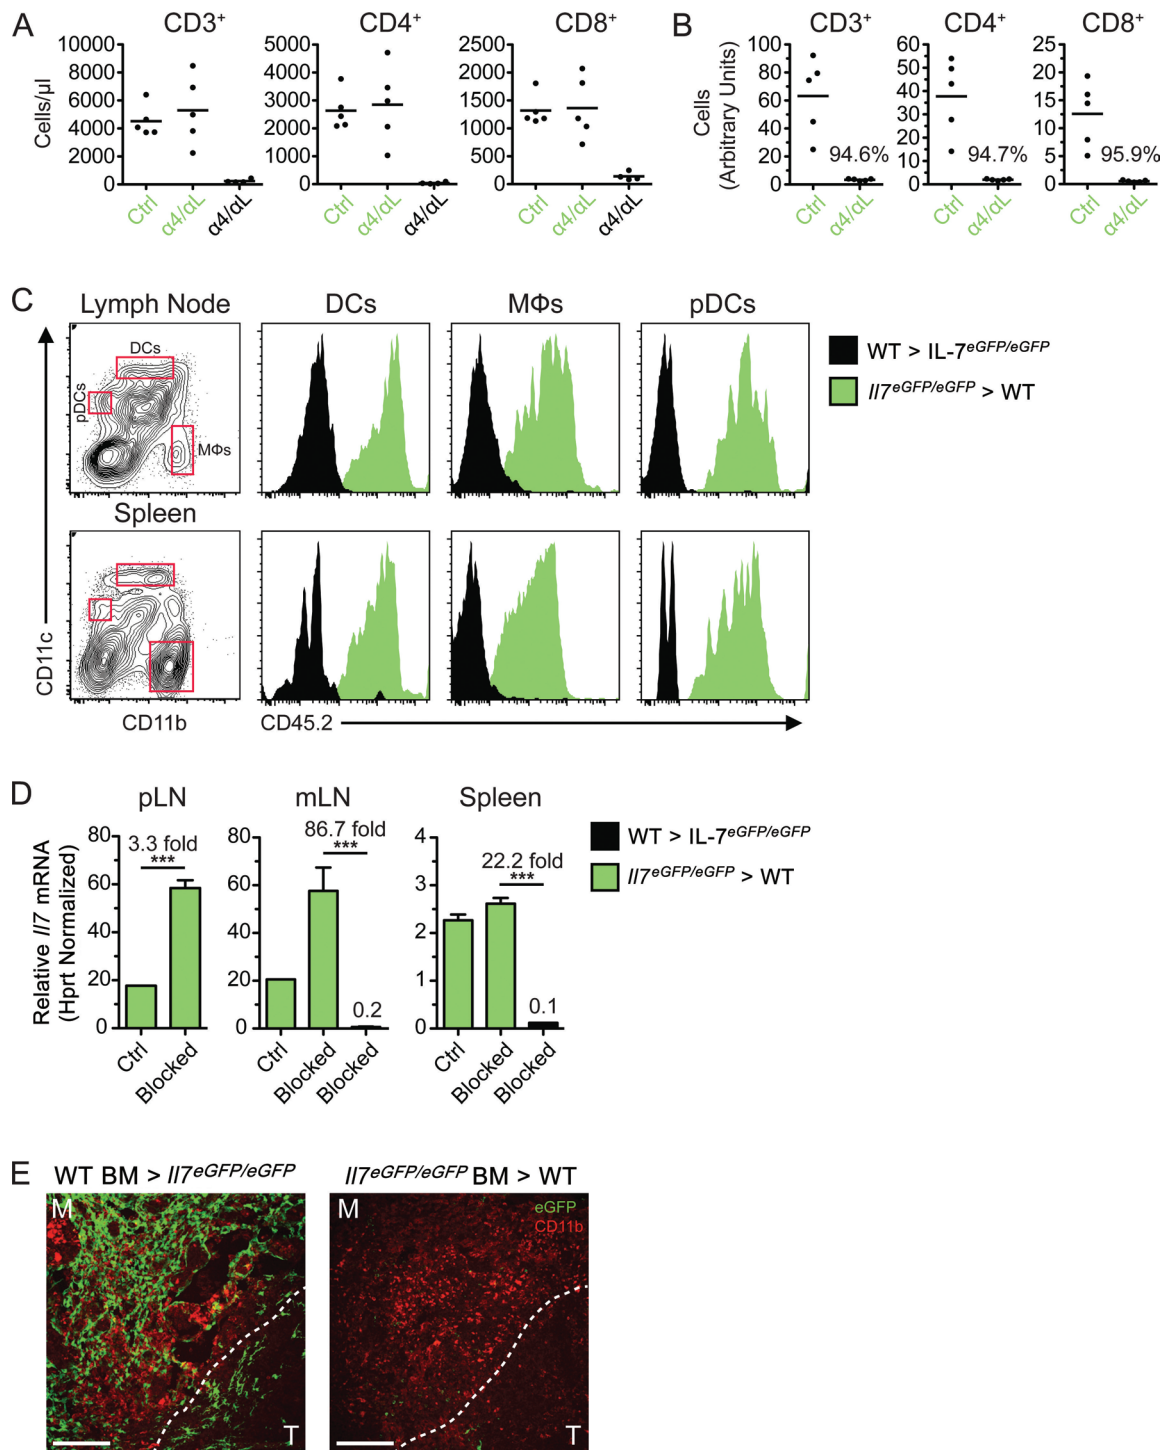 A
CD3+
CD4+
CD8+
Cells/µl
10000
8000
6000
4000
2000
0
5000
4000
3000
2000
1000
0
2500
2000
1500
1000
500
0
Ctrl
α4/αL
α4/αL
Ctrl
α4/αL
α4/αL
Ctrl
α4/αL
α4/αL
B
CD3+
CD4+
CD8+
Cells
(Arbitrary Units)
100
80
60
40
20
0
94.6%
60
50
40
30
20
10
0
94.7%
25
20
15
10
5
0
95.9%
Ctrl
α4/αL
Ctrl
α4/αL
Ctrl
α4/αL
C
Lymph Node
DCs
MΦs
pDCs
DCs
pDCs
MΦs
WT > IL-7eGFP/eGFP
Il7eGFP/eGFP > WT
Spleen
CD11c
CD11b
CD45.2
D
pLN
mLN
Spleen
Relative Il7 mRNA
(Hprt Normalized)
80
60
40
20
0
3.3 fold
***
80
60
40
20
0
86.7 fold
***
0.2
4
3
2
1
0
22.2 fold
***
0.1
Ctrl
Blocked
Ctrl
Blocked
Blocked
Ctrl
Blocked
Blocked
WT > IL-7eGFP/eGFP
Il7eGFP/eGFP > WT
E
WT BM > Il7eGFP/eGFP
Il7eGFP/eGFP BM > WT
M
T
M
eGFP
CD11b
T